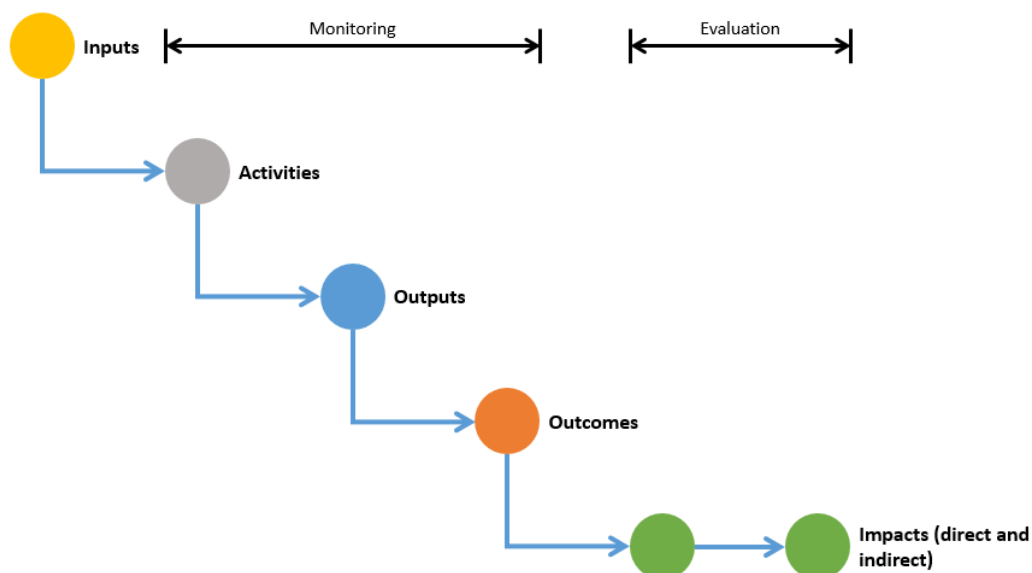 Monitoring
Evaluation
Inputs
Activities
Outputs
Outcomes
Impacts (direct and
indirect)